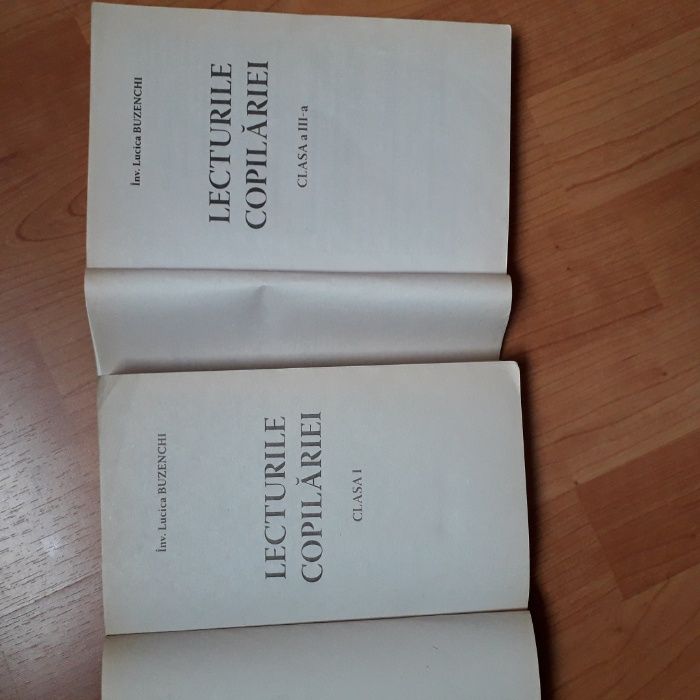 Înv. Lucica BUZENCHI
LECTURILE
COPILĂRIEI
CLASA a III-a
Înv. Lucica BUZENCHI
LECTURILE
COPILĂRIEI
CLASA I